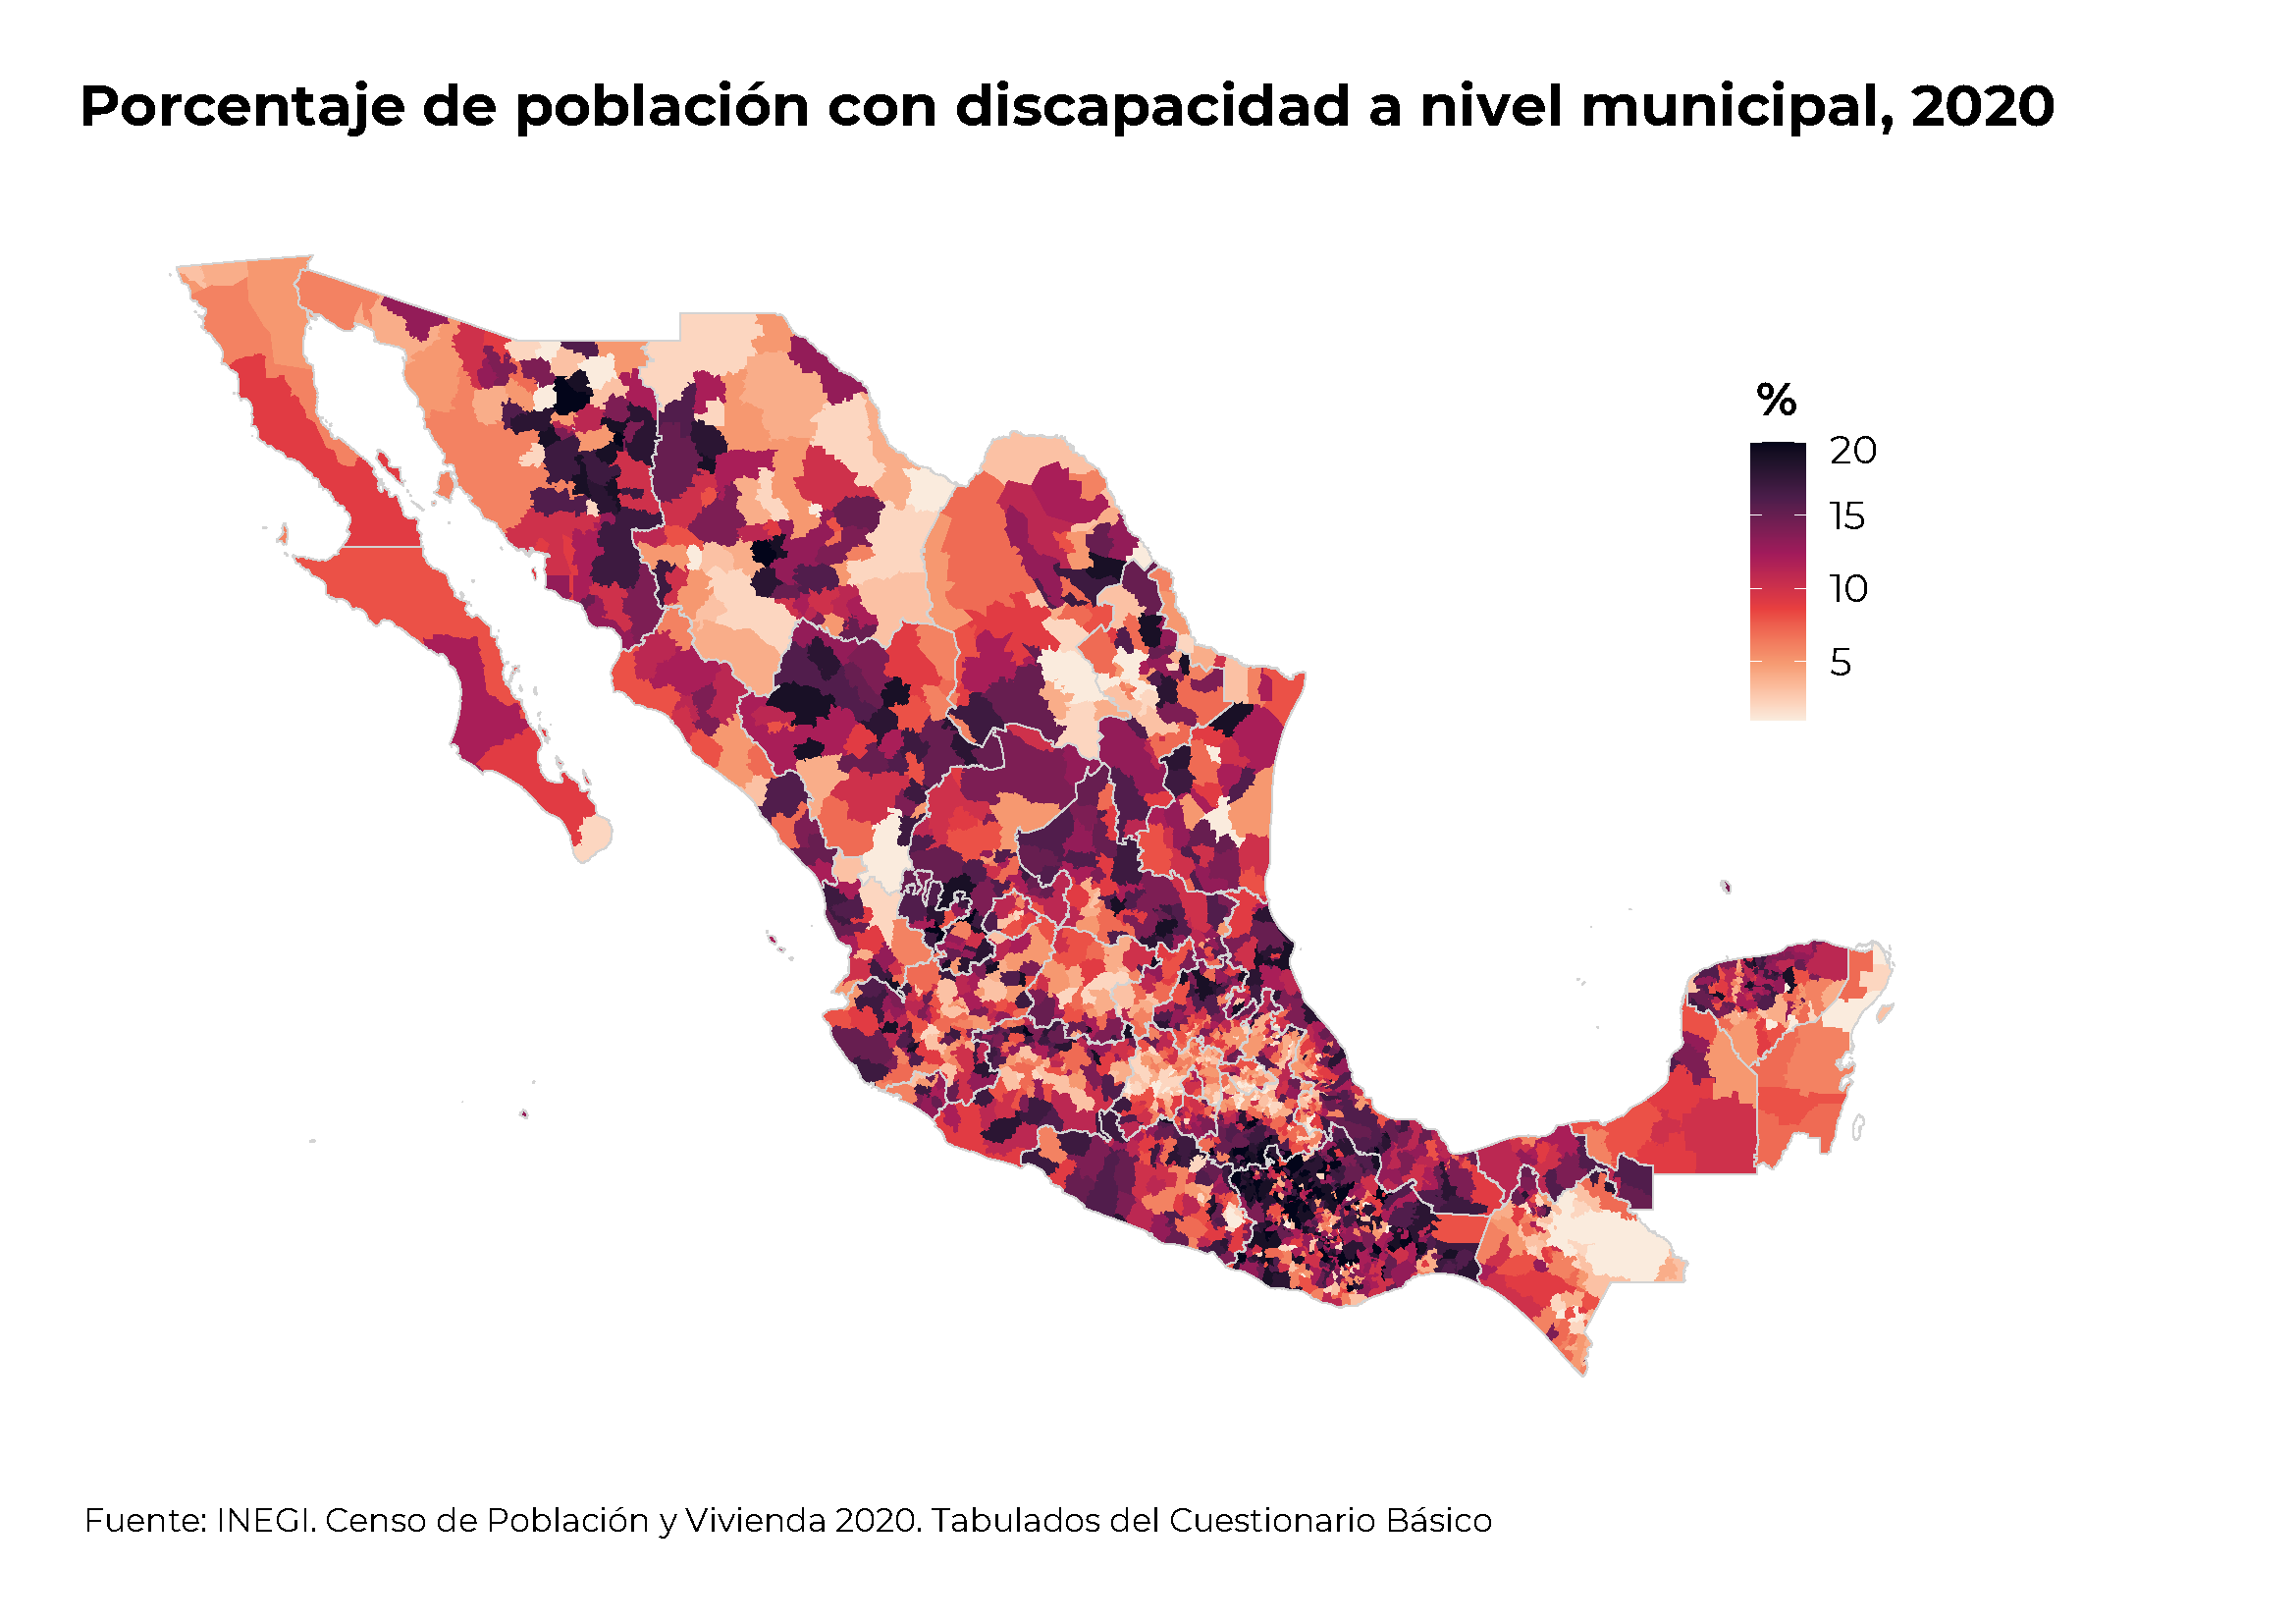 Porcentaje de población con discapacidad a nivel municipal, 2020
%
20
15
10
5
Fuente: INEGI. Censo de Población y Vivienda 2020. Tabulados del Cuestionario Básico